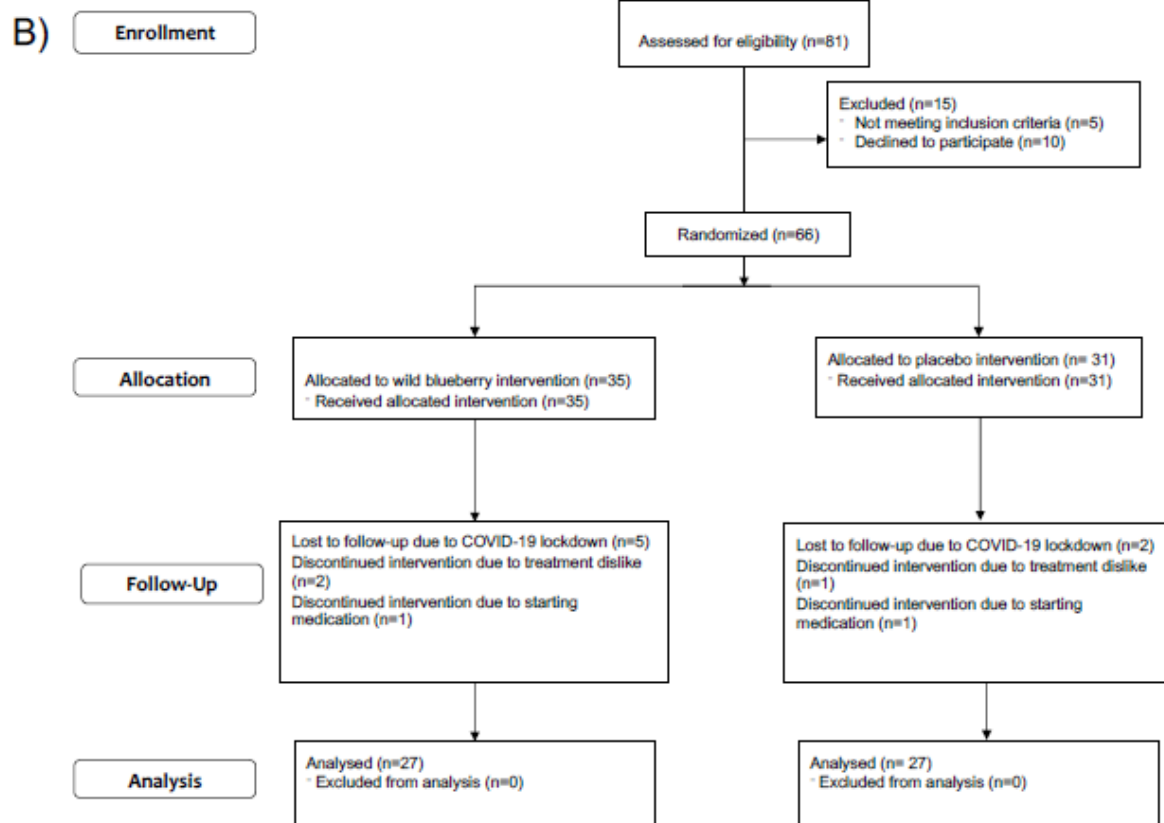 B)
Enrollment
Assessed for eligibility (n=81)
Excluded (n=15)
- Not meeting inclusion criteria (n=5)
- Declined to participate (n=10)
Randomized (n=66)
Allocation
Allocated to wild blueberry intervention (n=35)
- Received allocated intervention (n=35)
Allocated to placebo intervention (n= 31)
- Received allocated intervention (n=31)
Follow-Up
Lost to follow-up due to COVID-19 lockdown (n=5)
Discontinued intervention due to treatment dislike
(n=2)
Discontinued intervention due to starting
medication (n=1)
Lost to follow-up due to COVID-19 lockdown (n=2)
Discontinued intervention due to treatment dislike
(n=1)
Discontinued intervention due to starting
medication (n=1)
Analysis
Analysed (n=27)
- Excluded from analysis (n=0)
Analysed (n= 27)
- Excluded from analysis (n=0)